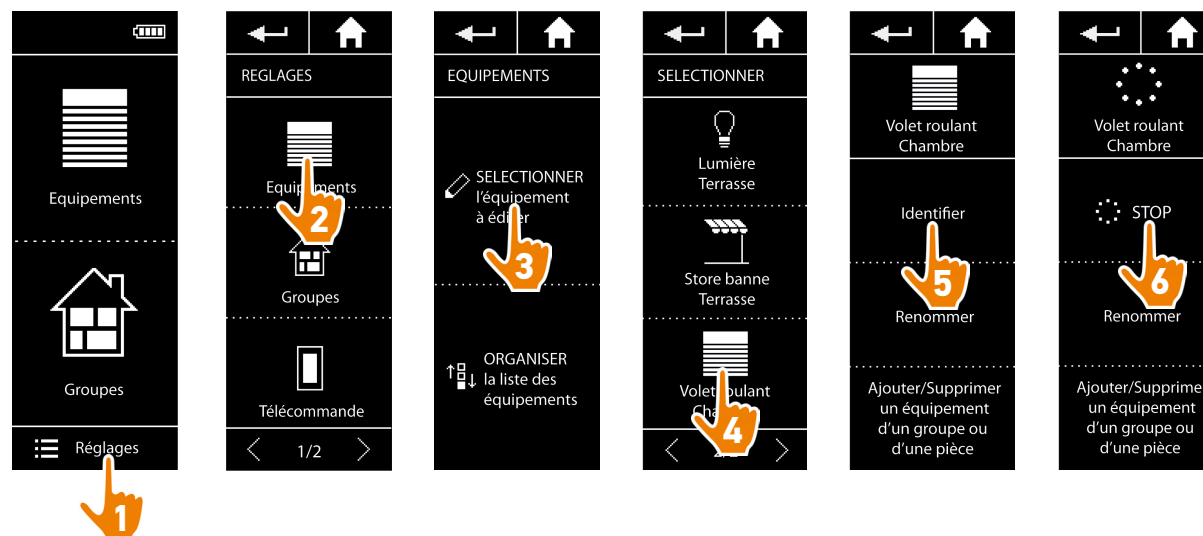 Equipements
Groupes
Réglages
1
REGLAGES
Equipements
2
Groupes
Télécommande
1/2
EQUIPEMENTS
SELECTIONNER
l'équipement
à éditer
3
ORGANISER
la liste des
équipements
SELECTIONNER
Lumière
Terrasse
Store banne
Terrasse
Volet roulant
Chambre
4
2/2
Volet roulant
Chambre
Identifier
5
Renommer
Ajouter/Supprimer
un équipement
d'un groupe ou
d'une pièce
Volet roulant
Chambre
STOP
6
Renommer
Ajouter/Supprime
un équipement
d'un groupe ou
d'une pièce